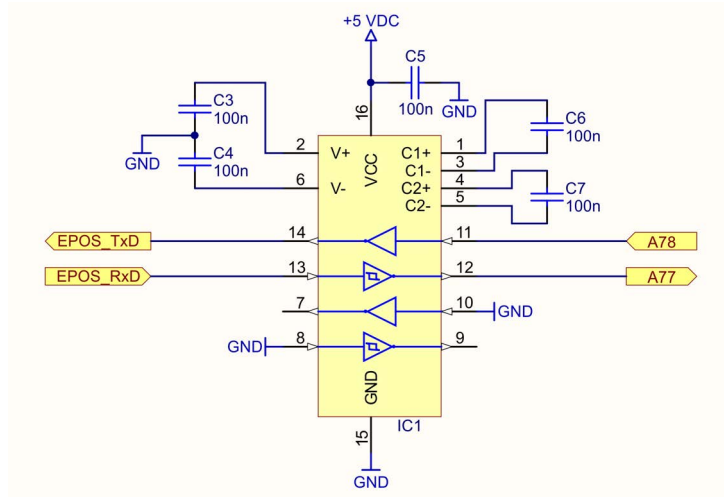 +5 VDC
C5
100n
GND
16
C3
100n
GND
C4
100n
C6
100n
C7
100n
2
V+
VCC
C1+
1
C1-
3
6
V-
C2+
4
C2-
5
EPOS_TxD
14
11
A78
EPOS_RxD
13
12
A77
7
10
GND
GND
8
9
GND
IC1
15
GND